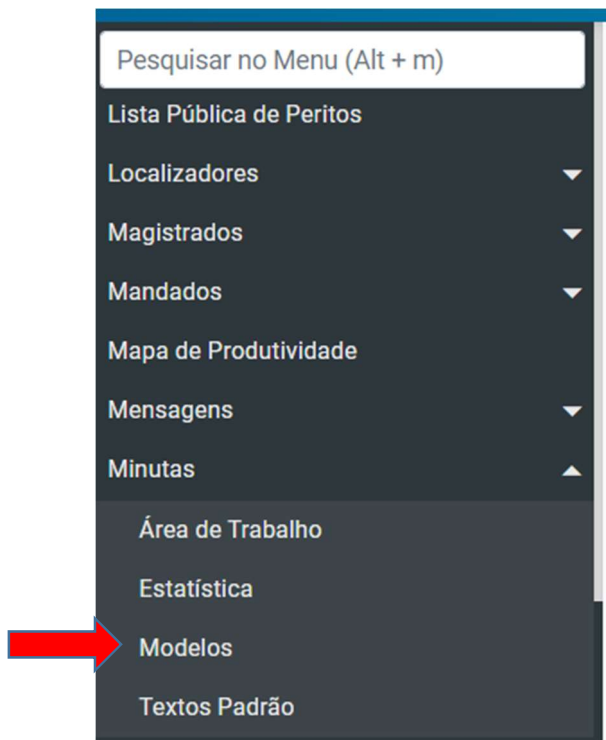 Pesquisar no Menu (Alt + m)
Lista Pública de Peritos
Localizadores
Magistrados
Mandados
Mapa de Produtividade
Mensagens
Minutas
Área de Trabalho
Estatística
Modelos
Textos Padrão